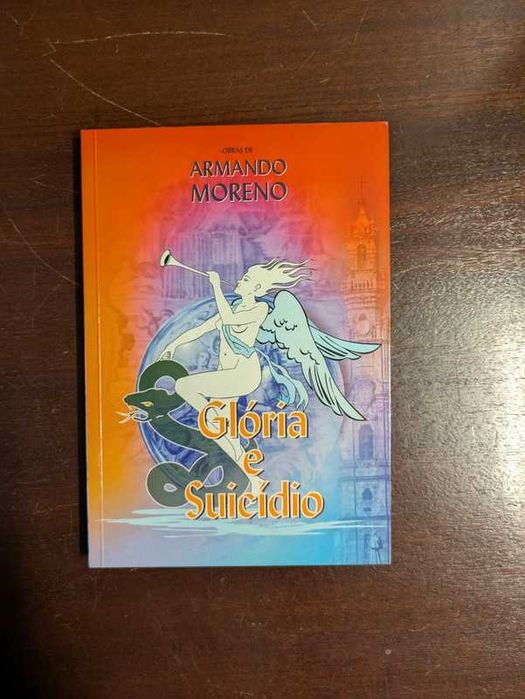 OBRAS DE
ARMANDO
MORENO
Glória
e
Suicídio